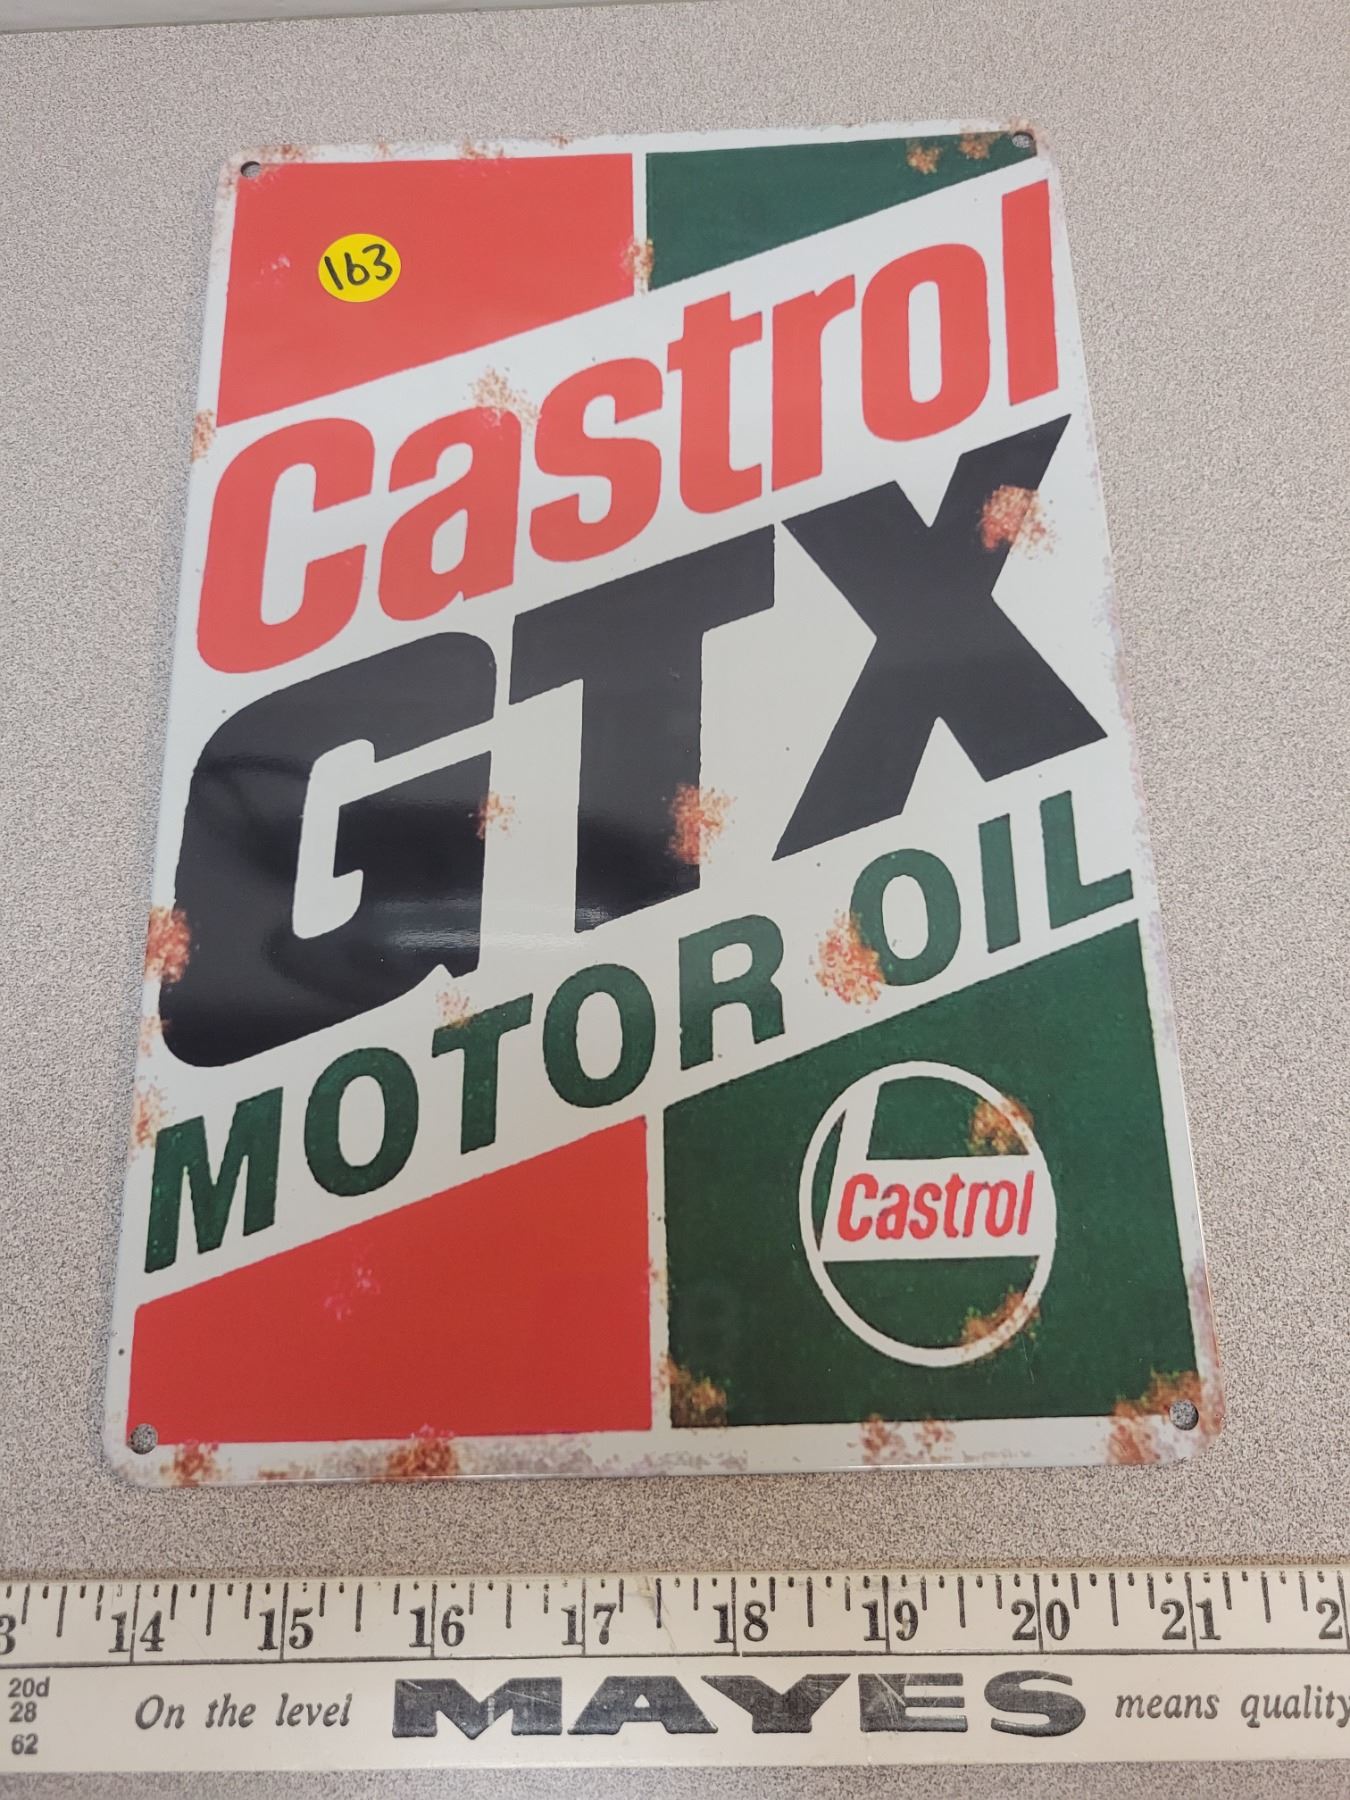 163
Castrol
GTX
MOTOR OIL
Castrol
3 14 15 16 17 18 19 20 21 2
20d
28
62
On the level MAYES means quality